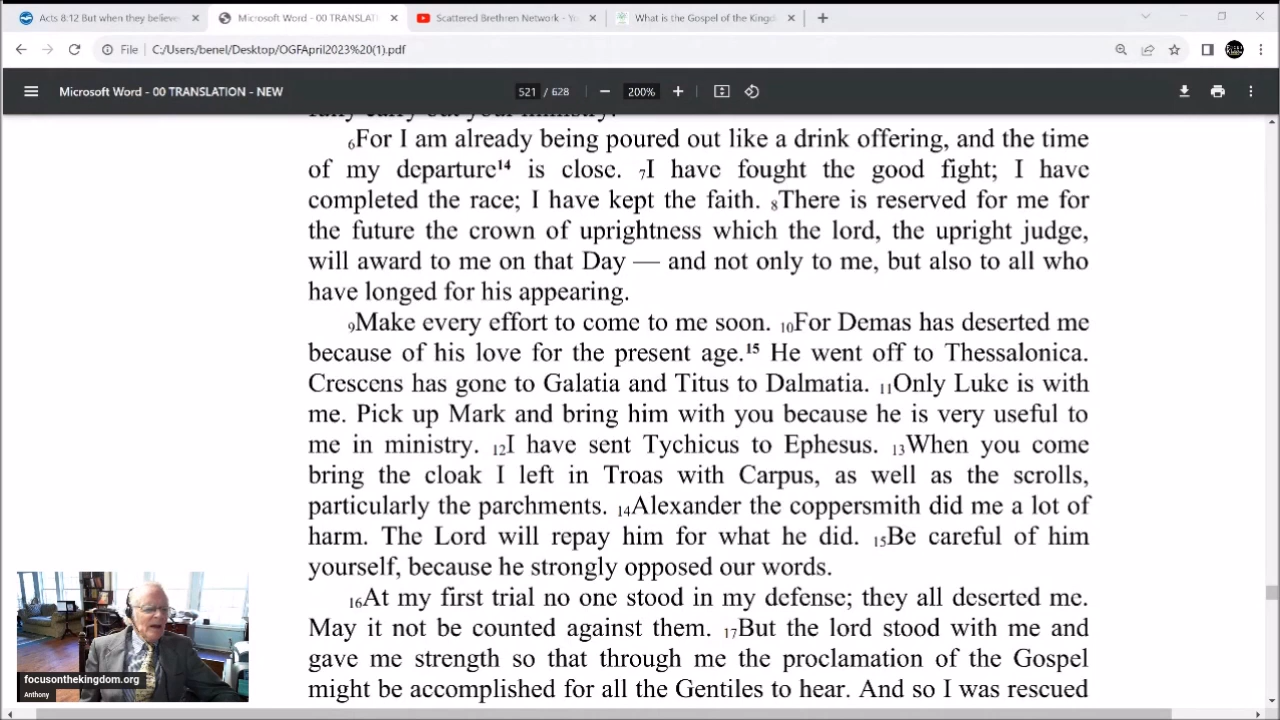 Acts 8:12 But when they believe
Microsoft Word - 00 TRANSLATI
Scattered Brethren Network - Yo
What is the Gospel of the Kingd
File
C:/Users/benel/Desktop/OGFApril2023%20(1).pdf
Microsoft Word - 00 TRANSLATION - NEW
521 / 628
200%
6For I am already being poured out like a drink offering, and the time
of my departure14 is close. 7I have fought the good fight; I have
completed the race; I have kept the faith. 8There is reserved for me for
the future the crown of uprightness which the lord, the upright judge,
will award to me on that Day — and not only to me, but also to all who
have longed for his appearing.
9Make every effort to come to me soon. 10For Demas has deserted me
because of his love for the present age.15 He went off to Thessalonica.
Crescens has gone to Galatia and Titus to Dalmatia. 11Only Luke is with
me. Pick up Mark and bring him with you because he is very useful to
me in ministry. 12I have sent Tychicus to Ephesus. 13When you come
bring the cloak I left in Troas with Carpus, as well as the scrolls,
particularly the parchments. 14Alexander the coppersmith did me a lot of
harm. The Lord will repay him for what he did. 15Be careful of him
yourself, because he strongly opposed our words.
16At my first trial no one stood in my defense; they all deserted me.
May it not be counted against them. 17But the lord stood with me and
gave me strength so that through me the proclamation of the Gospel
might be accomplished for all the Gentiles to hear. And so I was rescued
focusonthekingdom.org
Anthony